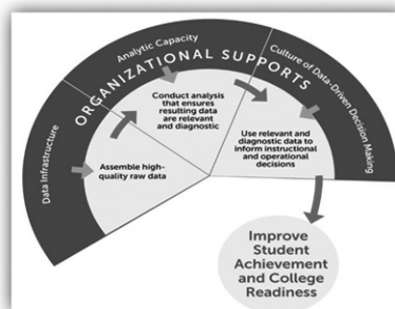 Analytic Capacity
ORGANIZATIONAL SUPPORTS
Culture of Data-Driven Decision Making
Data Infrastructure
Conduct analysis
that ensures
resulting data
are relevant
and diagnostic
Assemble high-
quality raw data
Use relevant and
diagnostic data to
inform instructional
and operational
decisions
Improve
Student
Achievement
and College
Readiness